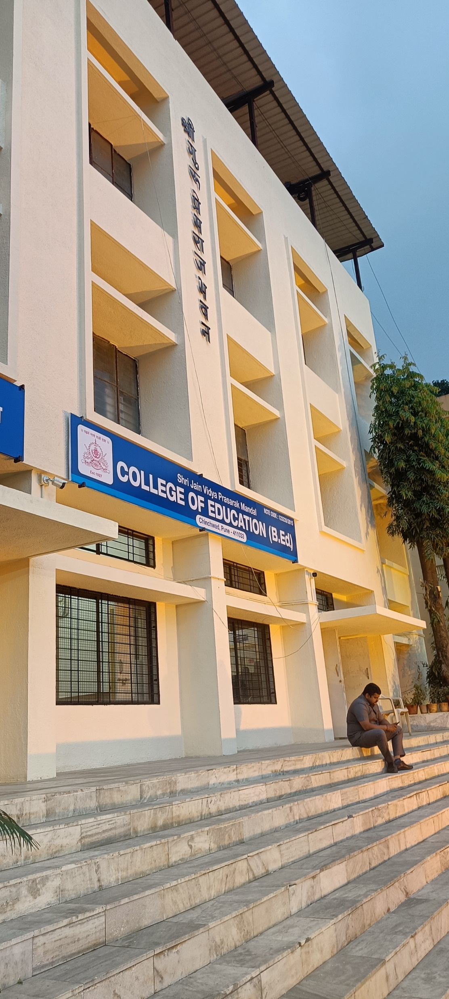 श्री गुरु प्रेमराज भवन
।। पढमं नाणं तओ दया ।।
Est.1927
Shri Jain Vidya Prasarak Mandal
COLLEGE OF EDUCATION (B.Ed.)
NCTE CODE : 123228/2015
Chinchwad, Pune - 411033